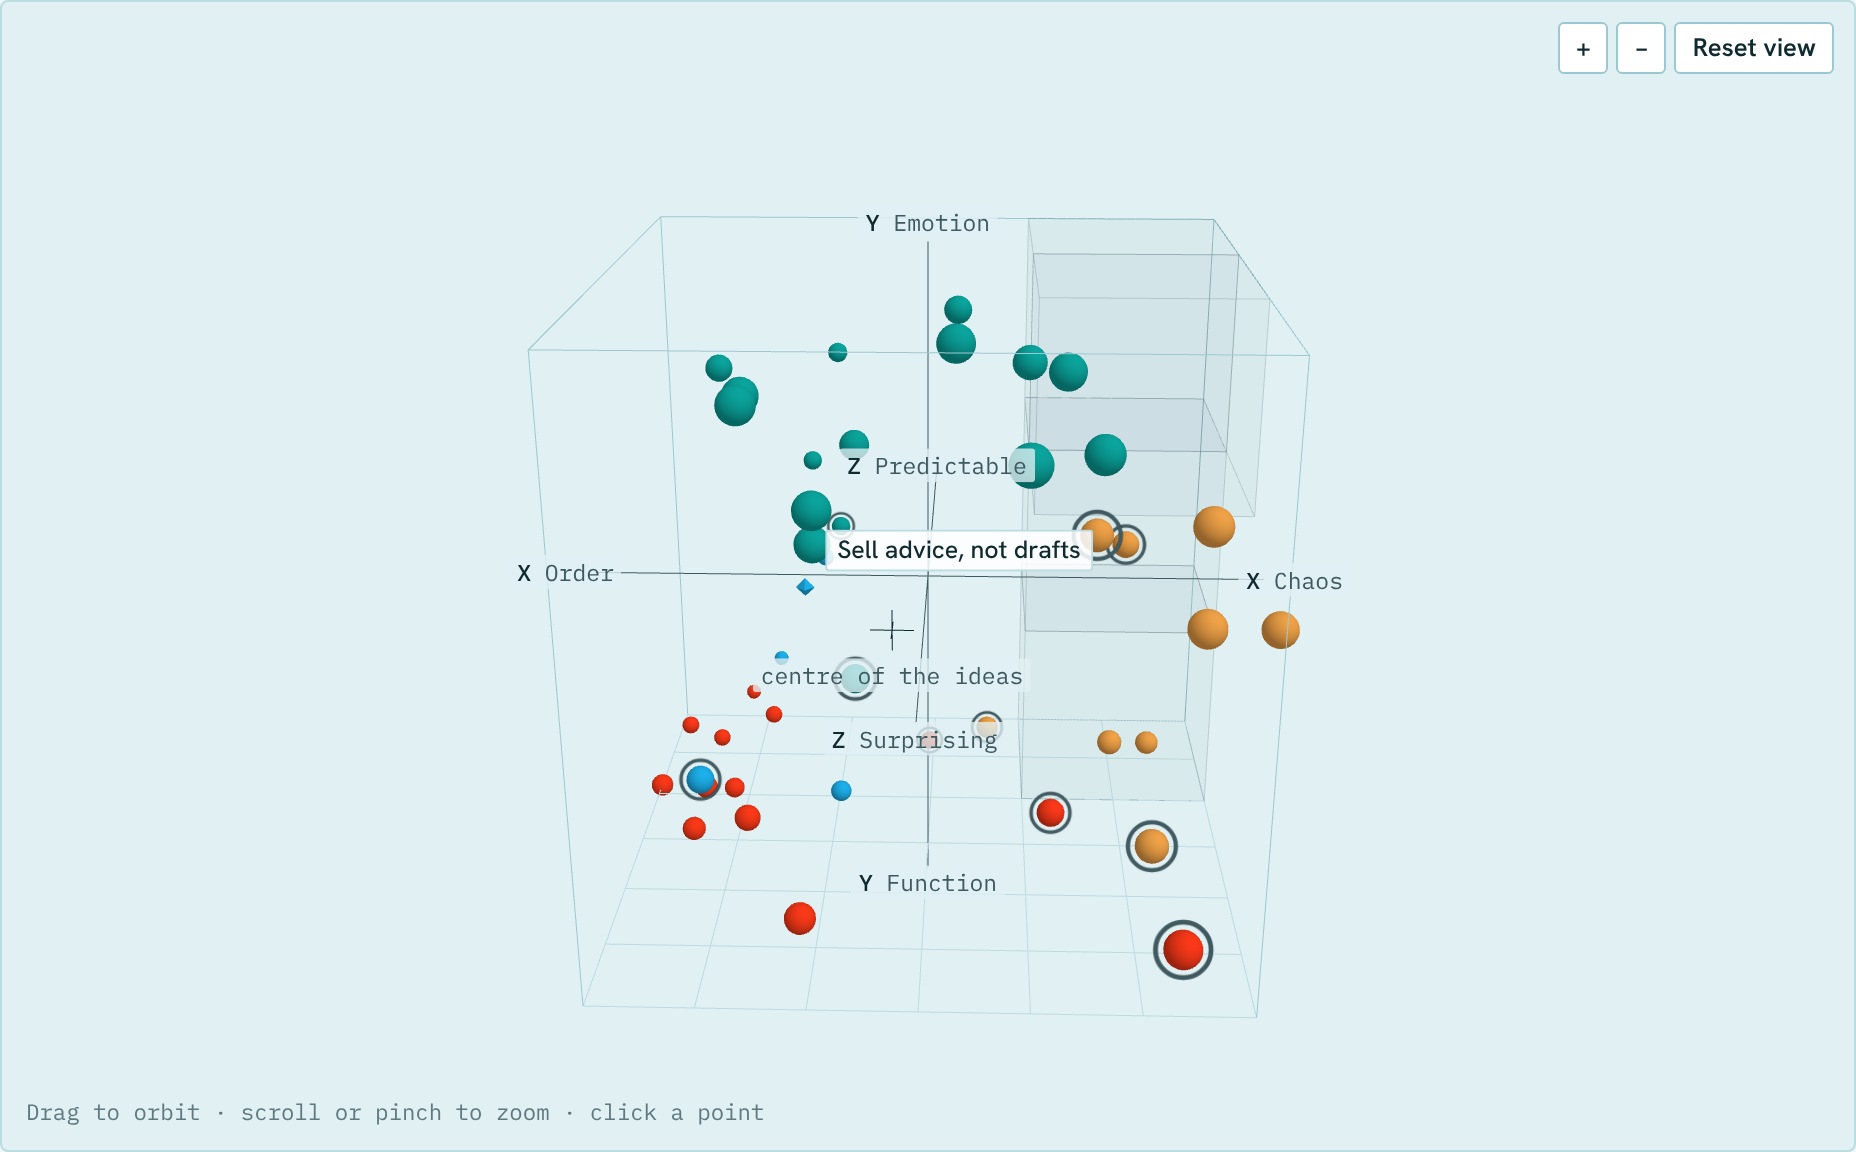 +
–
Reset view
Y Emotion
Z Predictable
Sell advice, not drafts
X Order
X Chaos
centre of the ideas
Z Surprising
Y Function
Drag to orbit · scroll or pinch to zoom · click a point